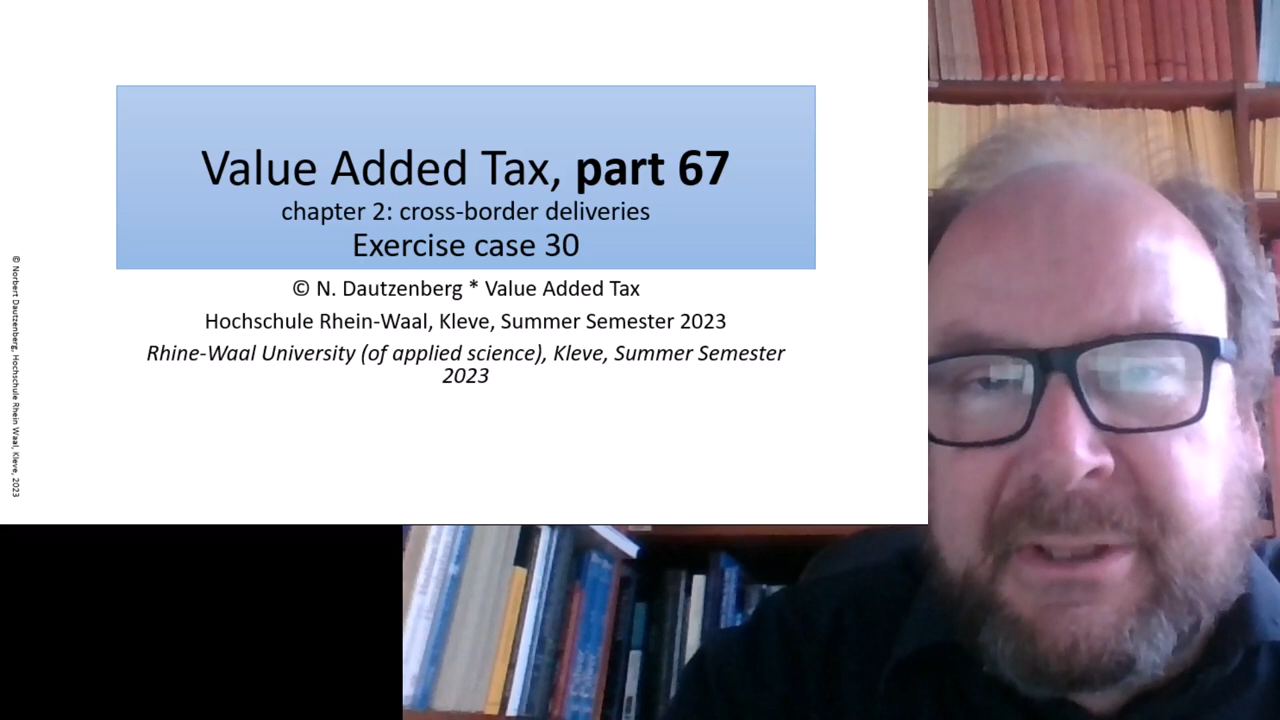 Value Added Tax, part 67
chapter 2: cross-border deliveries
Exercise case 30
© N. Dautzenberg * Value Added Tax
Hochschule Rhein-Waal, Kleve, Summer Semester 2023
Rhine-Waal University (of applied science), Kleve, Summer Semester
2023
© Norbert Dautzenberg, Hochschule Rhein Waal, Kleve, 2023